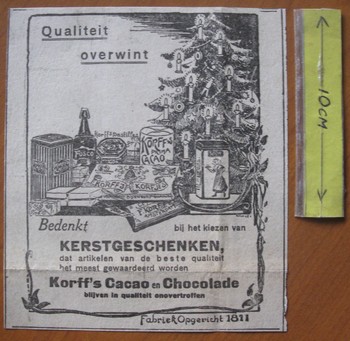 Qualiteit
overwint
KORFF'S
CACAO
KORFF'S
Bedenkt bij het kiezen van
KERSTGESCHENKEN,
dat artikelen van de beste qualiteit
het meest gewaardeerd worden
Korff's Cacao en Chocolade
blijven in qualiteit onovertroffen
Fabriek Opgericht 1811
10CM